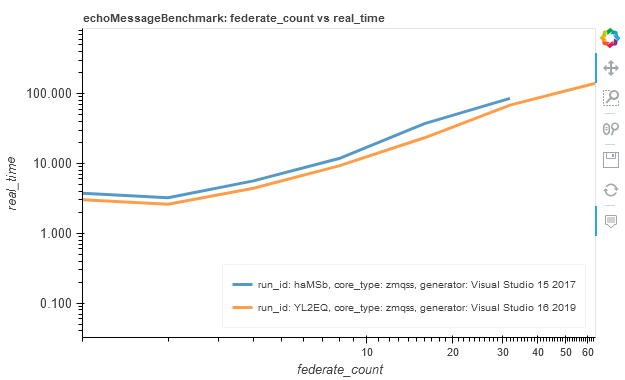 echoMessageBenchmark: federate_count vs real_time
100.000
10.000
1.000
0.100
real_time
run_id: haMSb, core_type: zmqss, generator: Visual Studio 15 2017
run_id: YL2EQ, core_type: zmqss, generator: Visual Studio 16 2019
10 20 30 40 50 60
federate_count